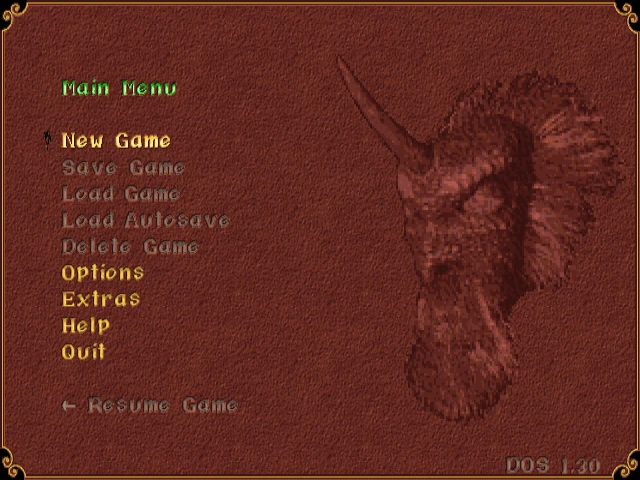 Main Menu
New Game
Save Game
Load Game
Load Autosave
Delete Game
Options
Extras
Help
Quit
← Resume Game
DOS 1.30